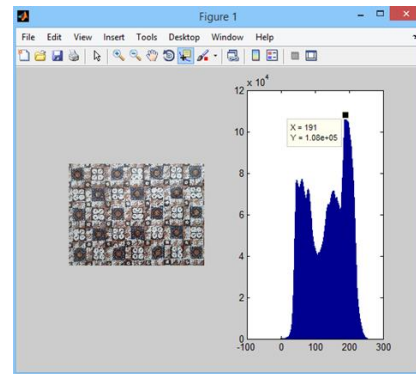 Figure 1
File Edit View Insert Tools Desktop Window Help
12 x 10^4
X = 191
Y = 1.08e+05
10
8
6
4
2
0
-100 0 100 200 300